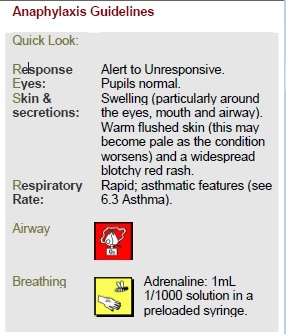 Anaphylaxis Guidelines
Quick Look:
Response Alert to Unresponsive.
Eyes: Pupils normal.
Skin & Swelling (particularly around
secretions: the eyes, mouth and airway).
Warm flushed skin (this may
become pale as the condition
worsens) and a widespread
blotchy red rash.
Respiratory Rapid; asthmatic features (see
Rate: 6.3 Asthma).
Airway
Breathing Adrenaline: 1mL
1/1000 solution in a
preloaded syringe.